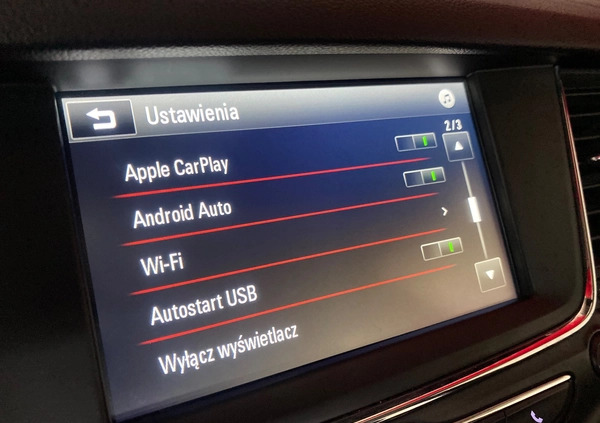 Ustawienia
2/3
Apple CarPlay
Android Auto
Wi-Fi
Autostart USB
Wyłącz wyświetlacz